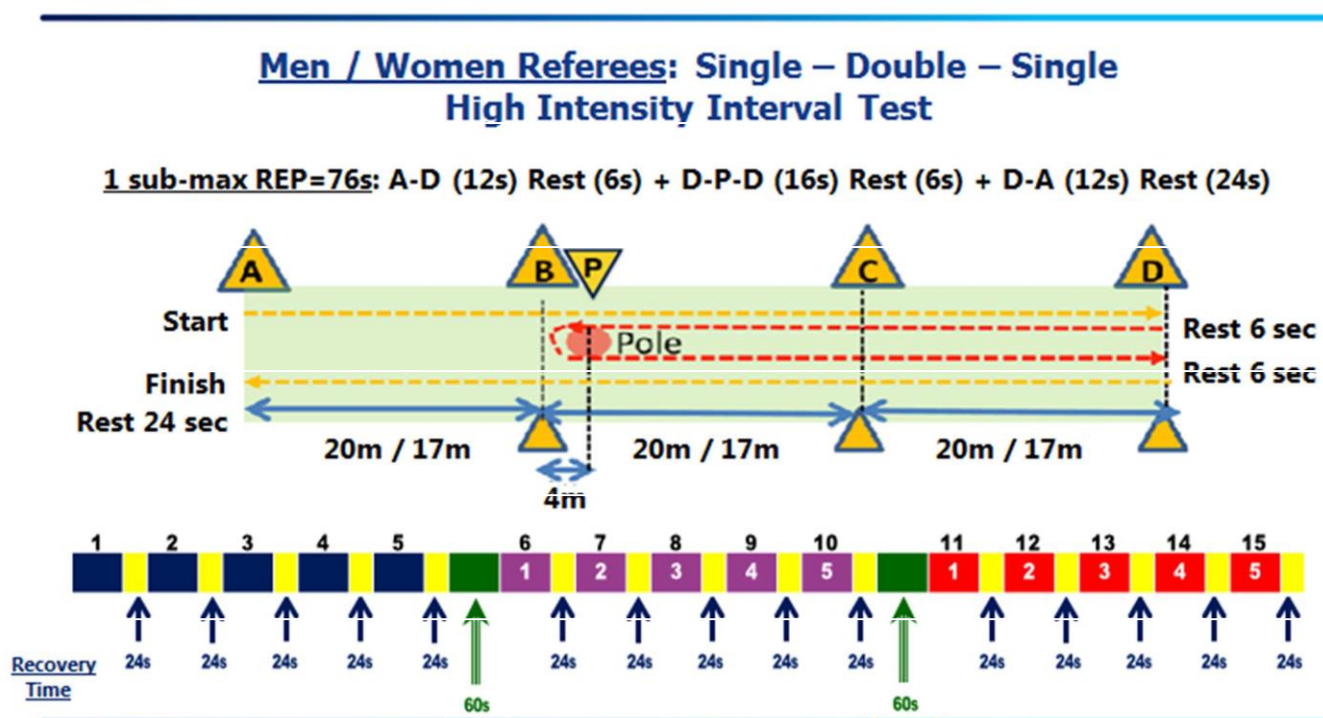 Men / Women Referees: Single – Double – Single
High Intensity Interval Test
1 sub-max REP=76s: A-D (12s) Rest (6s) + D-P-D (16s) Rest (6s) + D-A (12s) Rest (24s)
A B P C D
Start
Pole
Rest 6 sec
Finish
Rest 6 sec
Rest 24 sec
20m / 17m 20m / 17m 20m / 17m
4m
1 2 3 4 5 6 7 8 9 10 11 12 13 14 15
1 2 3 4 5 1 2 3 4 5
Recovery
Time
24s 24s 24s 24s 24s 24s 24s 24s 24s 24s 24s 24s 24s 24s 24s
60s 60s